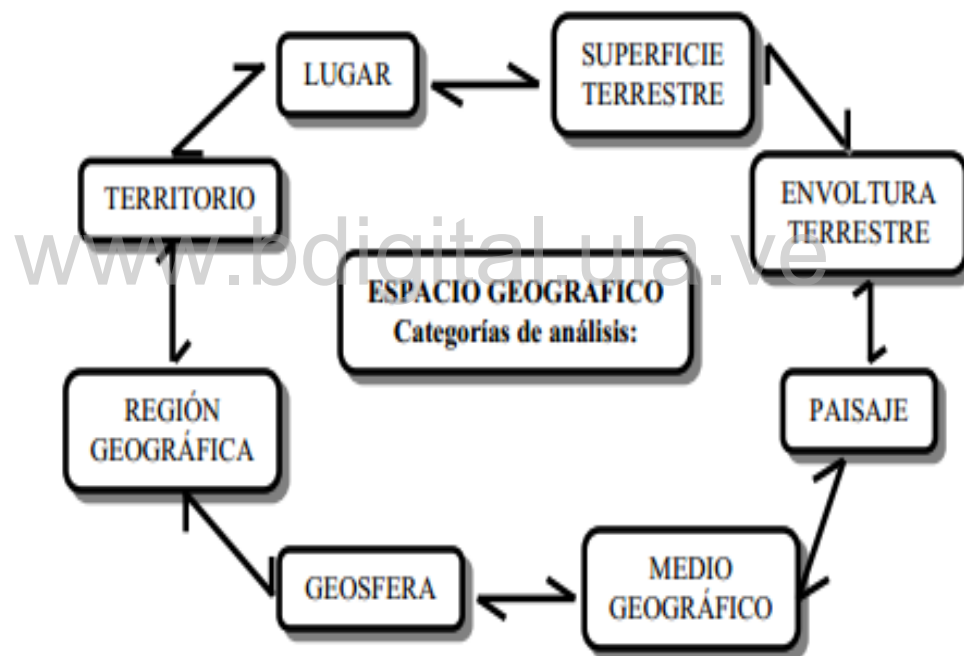 LUGAR
SUPERFICIE
TERRESTRE
TERRITORIO
ENVOLTURA
TERRESTRE
www.bdigital.ula.ve
ESPACIO GEOGRAFICO
Categorías de análisis:
REGIÓN
GEOGRÁFICA
PAISAJE
GEOSFERA
MEDIO
GEOGRÁFICO